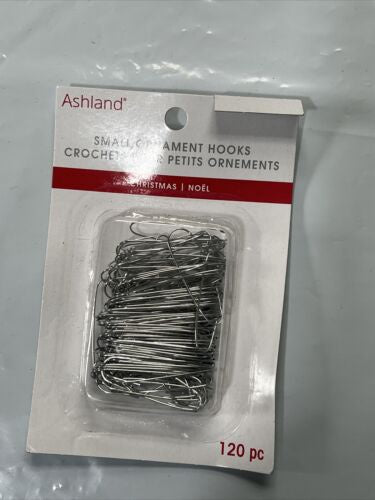 Ashland®
SMALL ORNAMENT HOOKS
CROCHETS PETITS ORNEMENTS
CHRISTMAS | NOËL
120 pc